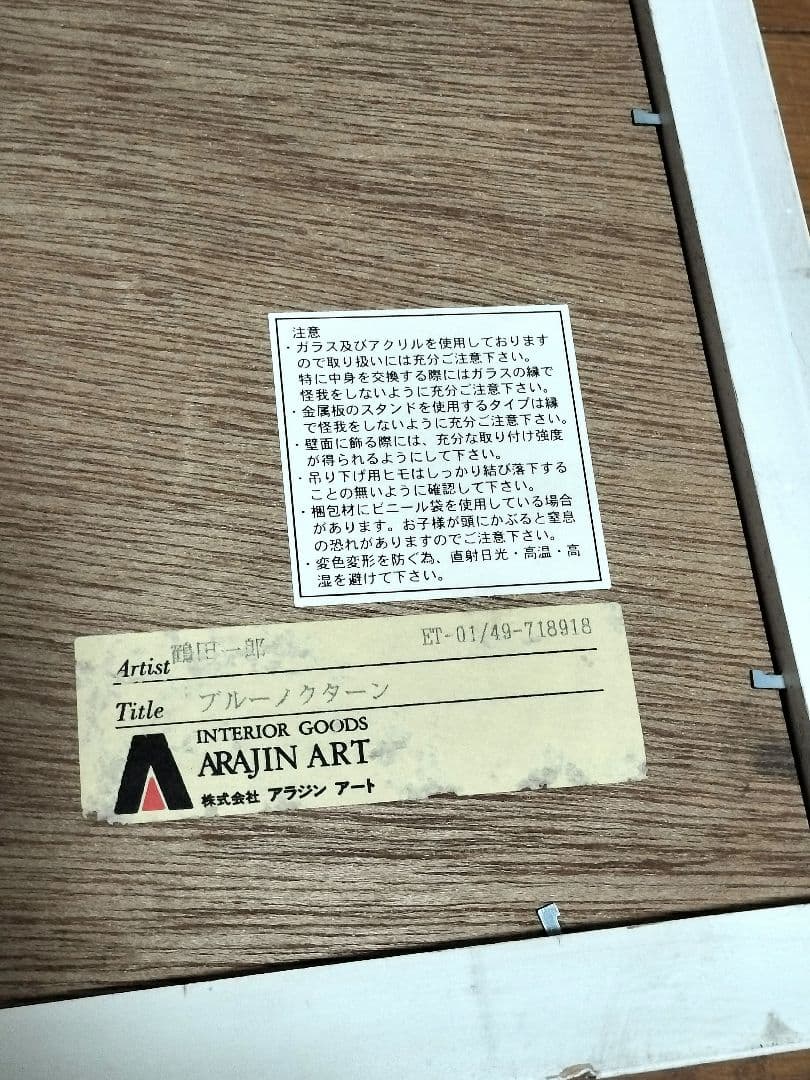 注意
・ガラス及びアクリルを使用しております
ので取り扱いには充分ご注意下さい。
特に中身を交換する際にはガラスの縁で
怪我をしないように充分ご注意下さい。
・金属板のスタンドを使用するタイプは縁
で怪我をしないように充分ご注意下さい。
・壁面に飾る際には、充分な取り付け強度
が得られるようにして下さい。
・吊り下げ用ヒモはしっかり結び落下する
ことの無いように確認して下さい。
・梱包材にビニール袋を使用している場合
があります。お子様が頭にかぶると窒息
の恐れがありますのでご注意下さい。
・変色変形を防ぐ為、直射日光・高温・高
湿を避けて下さい。
Artist 鶴田一郎 ET-01/49-718918
Title ブルーノクターン
INTERIOR GOODS
ARAJIN ART
株式会社 アラジン アート